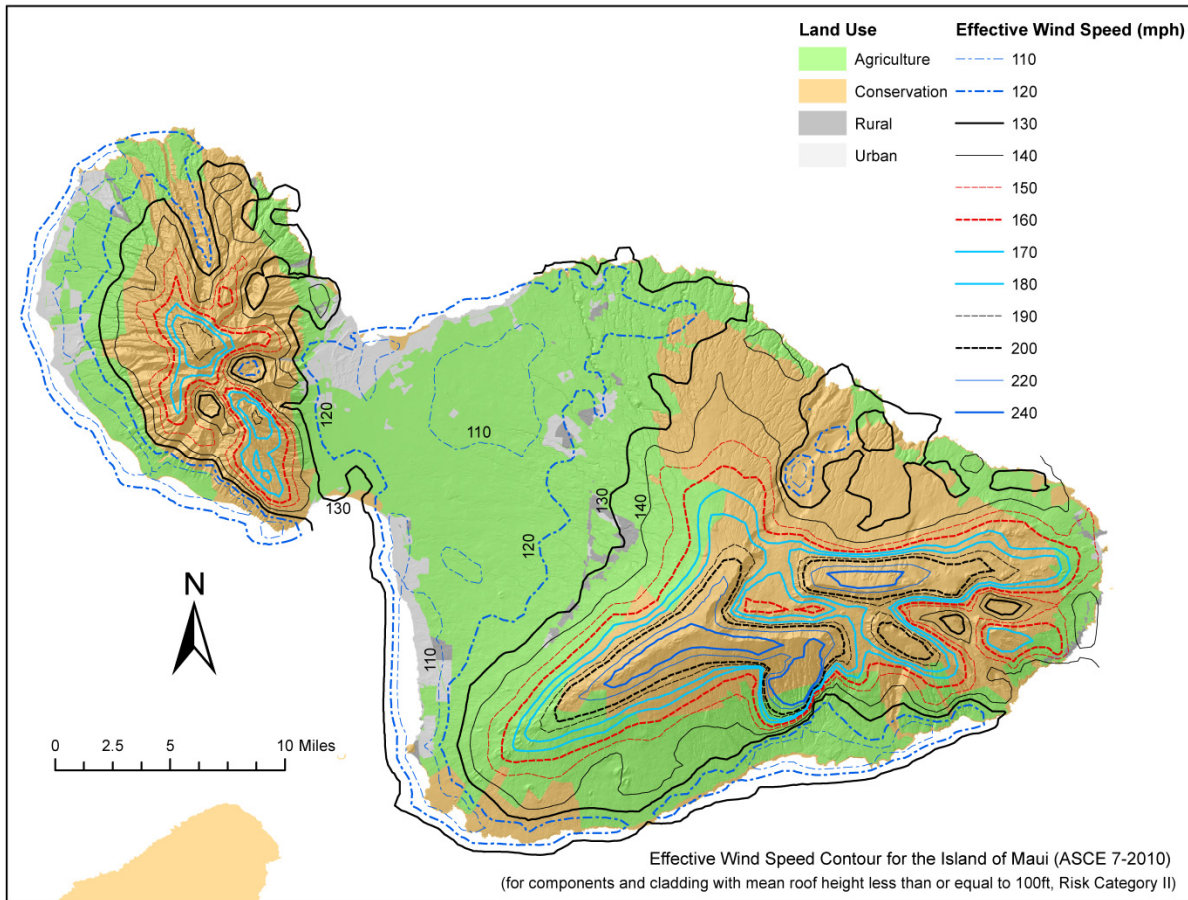 Land Use
Agriculture
Conservation
Rural
Urban
Effective Wind Speed (mph)
110
120
130
140
150
160
170
180
190
200
220
240
120
110
130
130
140
120
110
N
0 2.5 5 10 Miles
Effective Wind Speed Contour for the Island of Maui (ASCE 7-2010)
(for components and cladding with mean roof height less than or equal to 100ft, Risk Category II)